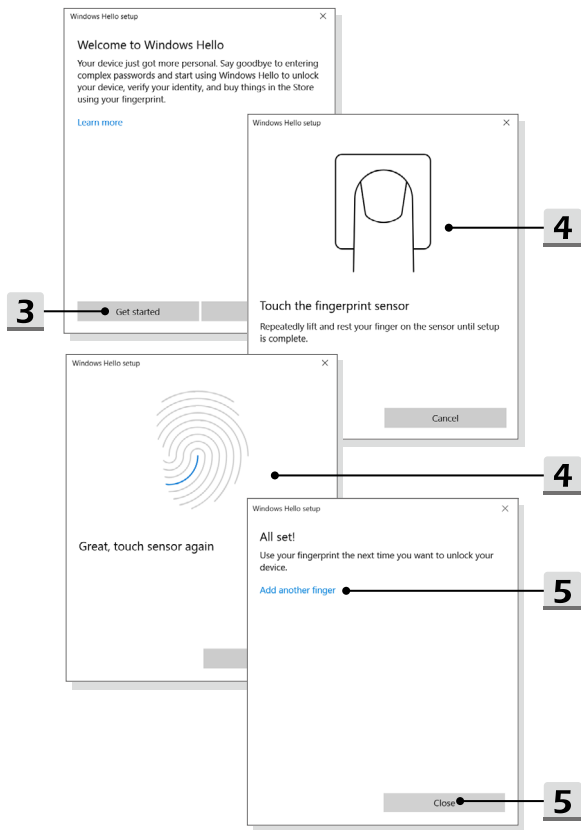 Windows Hello setup
Welcome to Windows Hello
Your device just got more personal. Say goodbye to entering
complex passwords and start using Windows Hello to unlock
your device, verify your identity, and buy things in the Store
using your fingerprint.
Learn more
3
Get started
Windows Hello setup
4
Touch the fingerprint sensor
Repeatedly lift and rest your finger on the sensor until setup
is complete.
Cancel
Windows Hello setup
4
Great, touch sensor again
Windows Hello setup
All set!
Use your fingerprint the next time you want to unlock your
device.
Add another finger
5
Close
5